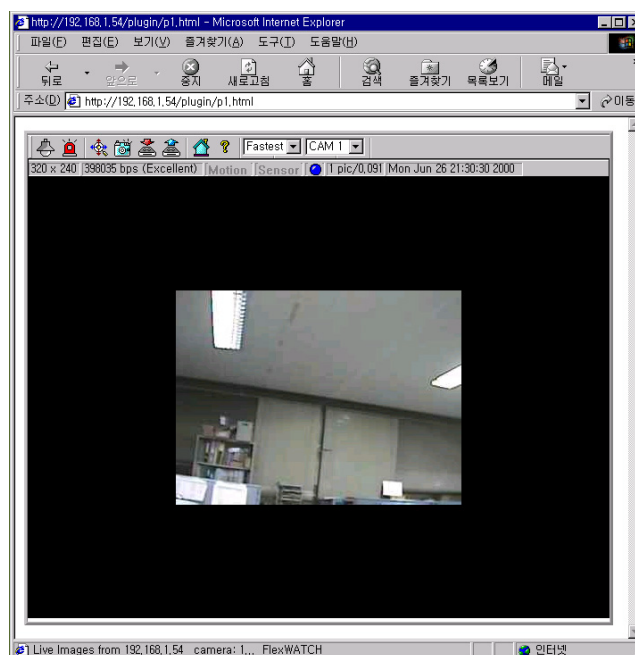 http://192,168,1,54/plugin/p1,html - Microsoft Internet Explorer
파일(F) 편집(E) 보기(V) 즐겨찾기(A) 도구(T) 도움말(H)
뒤로 앞으로 중지 새로고침 홈 검색 즐겨찾기 목록보기 메일
주소(D) http://192,168,1,54/plugin/p1,html 이동
Fastest CAM 1
320 x 240 398035 bps (Excellent) Motion Sensor 1 pic/0,091 Mon Jun 26 21:30:30 2000
Live Images from 192,168,1,54 camera: 1,,, FlexWATCH 인터넷